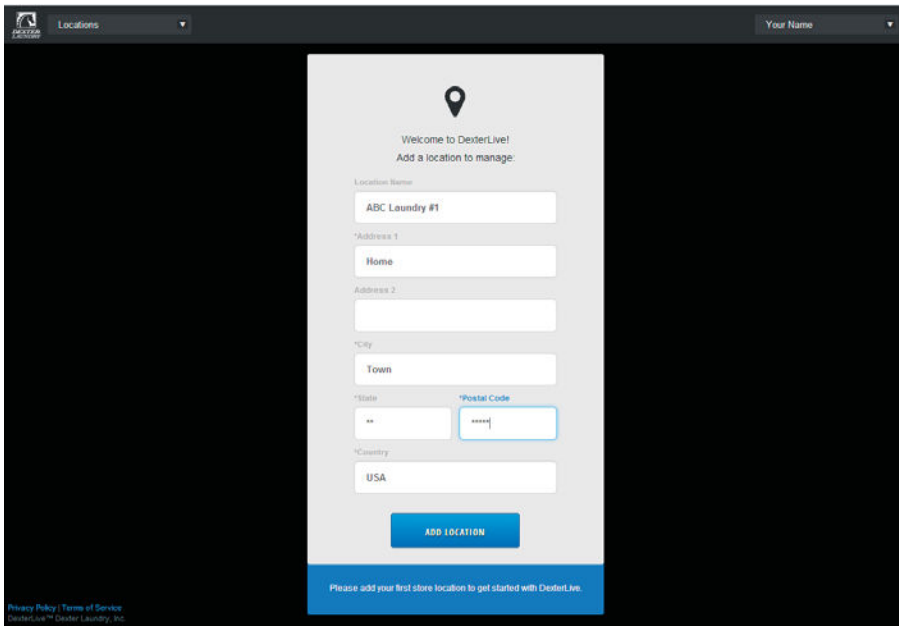 DEXTER
LAUNDRY
Locations
Your Name
Welcome to DexterLive!
Add a location to manage:
Location Name
ABC Laundry #1
*Address 1
Home
Address 2
*City
Town
*State
*Postal Code
**
*****
*Country
USA
ADD LOCATION
Please add your first store location to get started with DexterLive.
Privacy Policy | Terms of Service
DexterLive™ Dexter Laundry, Inc.